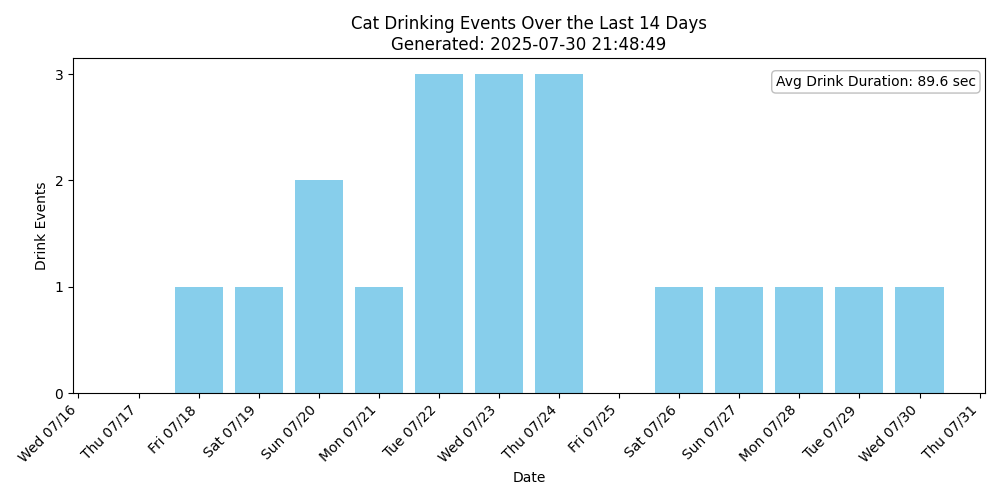 Cat Drinking Events Over the Last 14 Days
Generated: 2025-07-30 21:48:49
Avg Drink Duration: 89.6 sec
Drink Events
3
2
1
0
Wed 07/16
Thu 07/17
Fri 07/18
Sat 07/19
Sun 07/20
Mon 07/21
Tue 07/22
Wed 07/23
Thu 07/24
Fri 07/25
Sat 07/26
Sun 07/27
Mon 07/28
Tue 07/29
Wed 07/30
Thu 07/31
Date